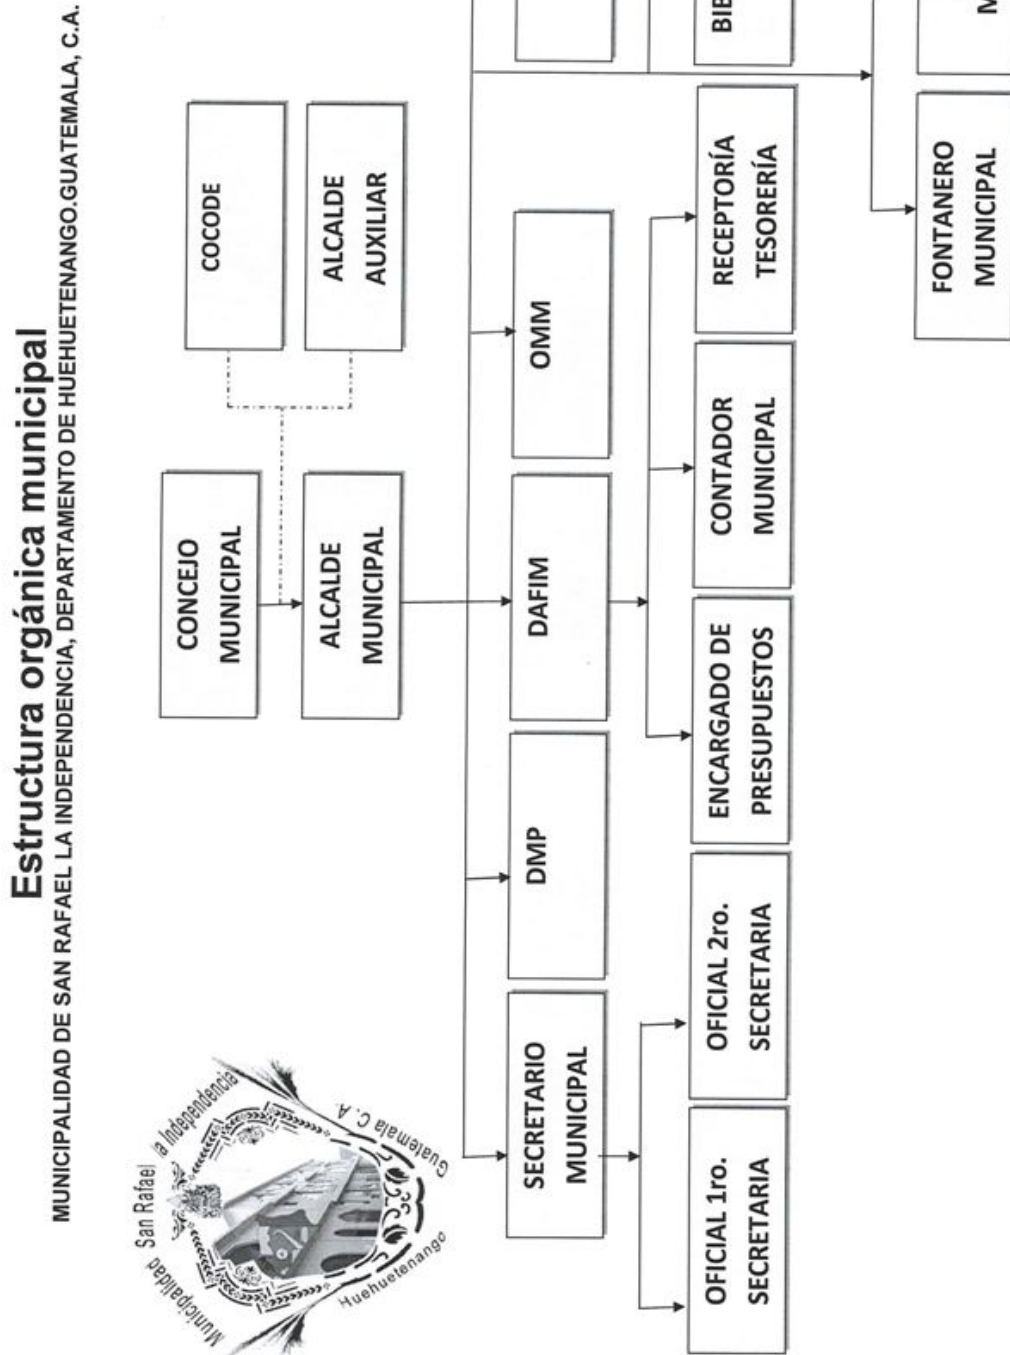 Estructura orgánica municipal
MUNICIPALIDAD DE SAN RAFAEL LA INDEPENDENCIA, DEPARTAMENTO DE HUEHUETENANGO.GUATEMALA, C.A.
Municipalidad San Rafael la Independencia
Huehuetenango Guatemala C. A.
CONCEJO
MUNICIPAL
COCODE
ALCALDE
MUNICIPAL
ALCALDE
AUXILIAR
SECRETARIO
MUNICIPAL
DMP
DAFIM
OMM
OFICIAL 1ro.
SECRETARIA
OFICIAL 2ro.
SECRETARIA
ENCARGADO DE
PRESUPUESTOS
CONTADOR
MUNICIPAL
RECEPTORÍA
TESORERÍA
FONTANERO
MUNICIPAL